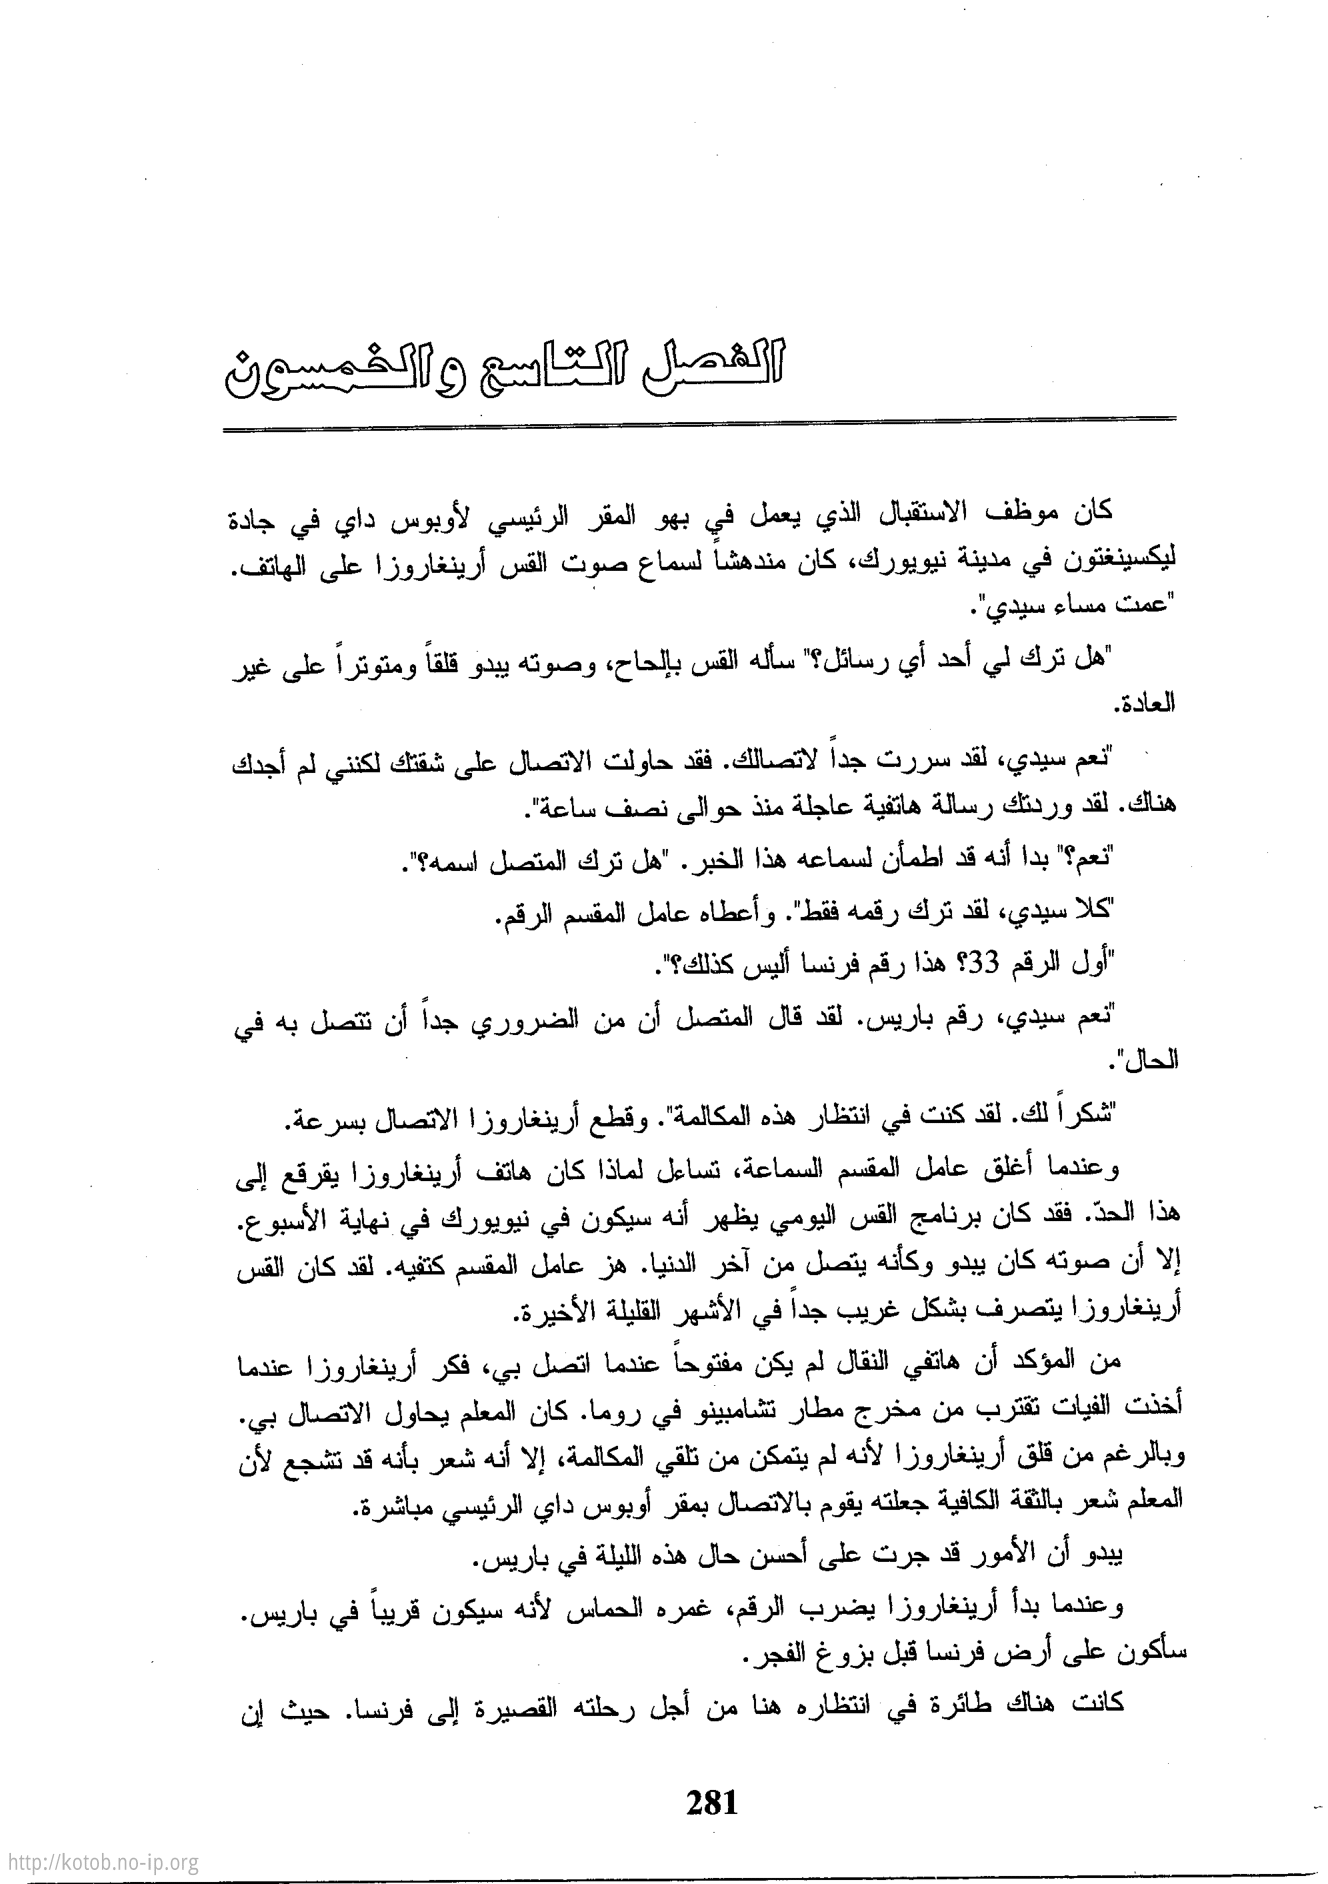 الفصل التاسع والخمسون
كان موظف الاستقبال الذي يعمل في بهو المقر الرئيسي لأوبوس داي في جادة
ليكسينغتون في مدينة نيويورك، كان مندهشاً لسماع صوت القس أرينغاروزا على الهاتف.
"عمت مساء سيدي".
"هل ترك لي أحد أي رسائل؟" سأله القس بإلحاح، وصوته يبدو قلقاً ومتوتراً على غير
العادة.
"نعم سيدي، لقد سررت جداً لاتصالك. فقد حاولت الاتصال على شقتك لكنني لم أجدك
هناك. لقد وردتك رسالة هاتفية عاجلة منذ حوالى نصف ساعة".
"نعم؟" بدا أنه قد اطمأن لسماعه هذا الخبر. "هل ترك المتصل اسمه؟".
"كلا سيدي، لقد ترك رقمه فقط". وأعطاه عامل المقسم الرقم.
"أول الرقم 33؟ هذا رقم فرنسا أليس كذلك؟".
"نعم سيدي، رقم باريس. لقد قال المتصل أن من الضروري جداً أن تتصل به في
الحال".
"شكراً لك. لقد كنت في انتظار هذه المكالمة". وقطع أرينغاروزا الاتصال بسرعة.
وعندما أغلق عامل المقسم السماعة، تساءل لماذا كان هاتف أرينغاروزا يقرقع إلى
هذا الحدّ. فقد كان برنامج القس اليومي يظهر أنه سيكون في نيويورك في نهاية الأسبوع.
إلا أن صوته كان يبدو وكأنه يتصل من آخر الدنيا. هز عامل المقسم كتفيه. لقد كان القس
أرينغاروزا يتصرف بشكل غريب جداً في الأشهر القليلة الأخيرة.
من المؤكد أن هاتفي النقال لم يكن مفتوحاً عندما اتصل بي، فكر أرينغاروزا عندما
أخذت الفيات تقترب من مخرج مطار تشامبينو في روما. كان المعلم يحاول الاتصال بي.
وبالرغم من قلق أرينغاروزا لأنه لم يتمكن من تلقي المكالمة، إلا أنه شعر بأنه قد تشجع لأن
المعلم شعر بالثقة الكافية جعلته يقوم بالاتصال بمقر أوبوس داي الرئيسي مباشرة.
يبدو أن الأمور قد جرت على أحسن حال هذه الليلة في باريس.
وعندما بدأ أرينغاروزا يضرب الرقم، غمره الحماس لأنه سيكون قريباً في باريس.
سأكون على أرض فرنسا قبل بزوغ الفجر.
كانت هناك طائرة في انتظاره هنا من أجل رحلته القصيرة إلى فرنسا. حيث إن
281
http://kotob.no-ip.org